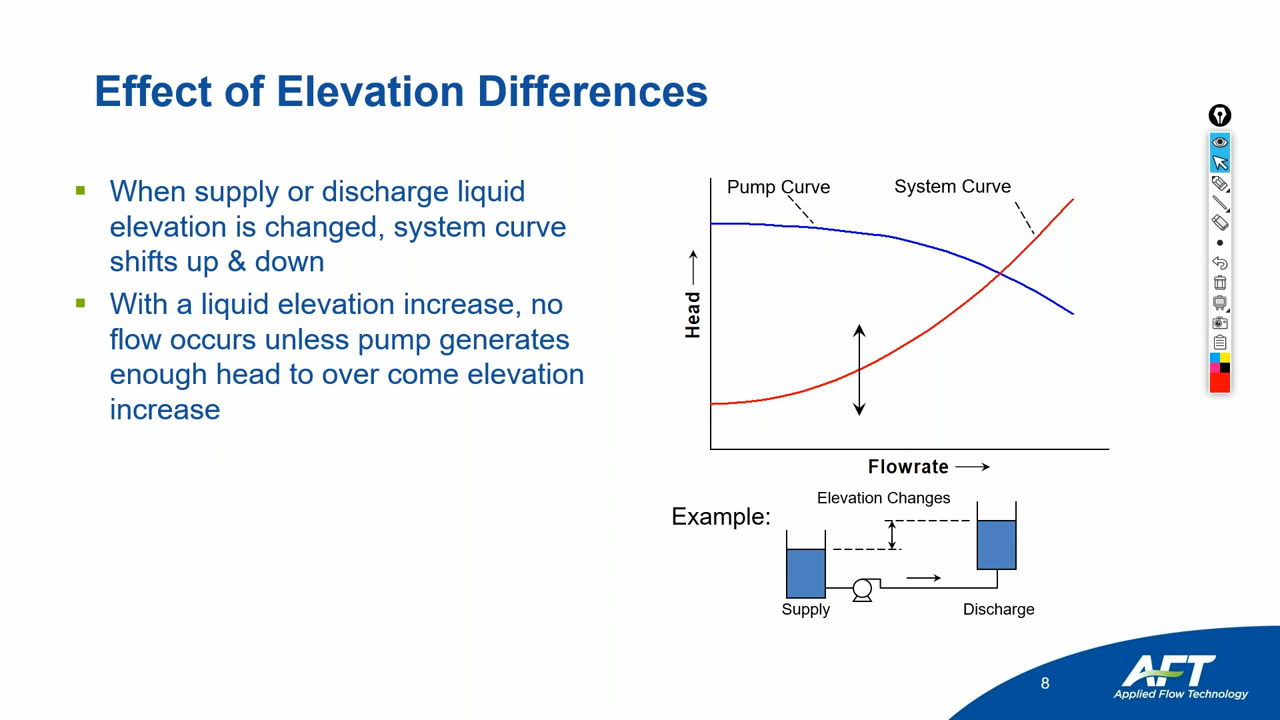 Effect of Elevation Differences
When supply or discharge liquid
elevation is changed, system curve
shifts up & down
With a liquid elevation increase, no
flow occurs unless pump generates
enough head to over come elevation
increase
Pump Curve
System Curve
Head
Flowrate
Elevation Changes
Example:
Supply
Discharge
8
AFT
Applied Flow Technology